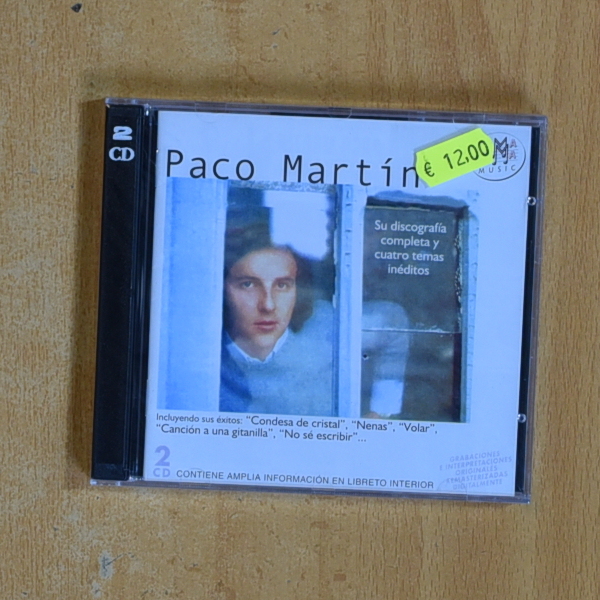 2
CD
Paco Martín
€ 12,00
MUSIC
Su discografía
completa y
cuatro temas
inéditos
Incluyendo sus éxitos: "Condesa de cristal", "Nenas", "Volar",
"Canción a una gitanilla", "No sé escribir"...
2
CD CONTIENE AMPLIA INFORMACIÓN EN LIBRETO INTERIOR
GRABACIONES
E INTERPRETACIONES
ORIGINALES
REMASTERIZADAS
DIGITALMENTE